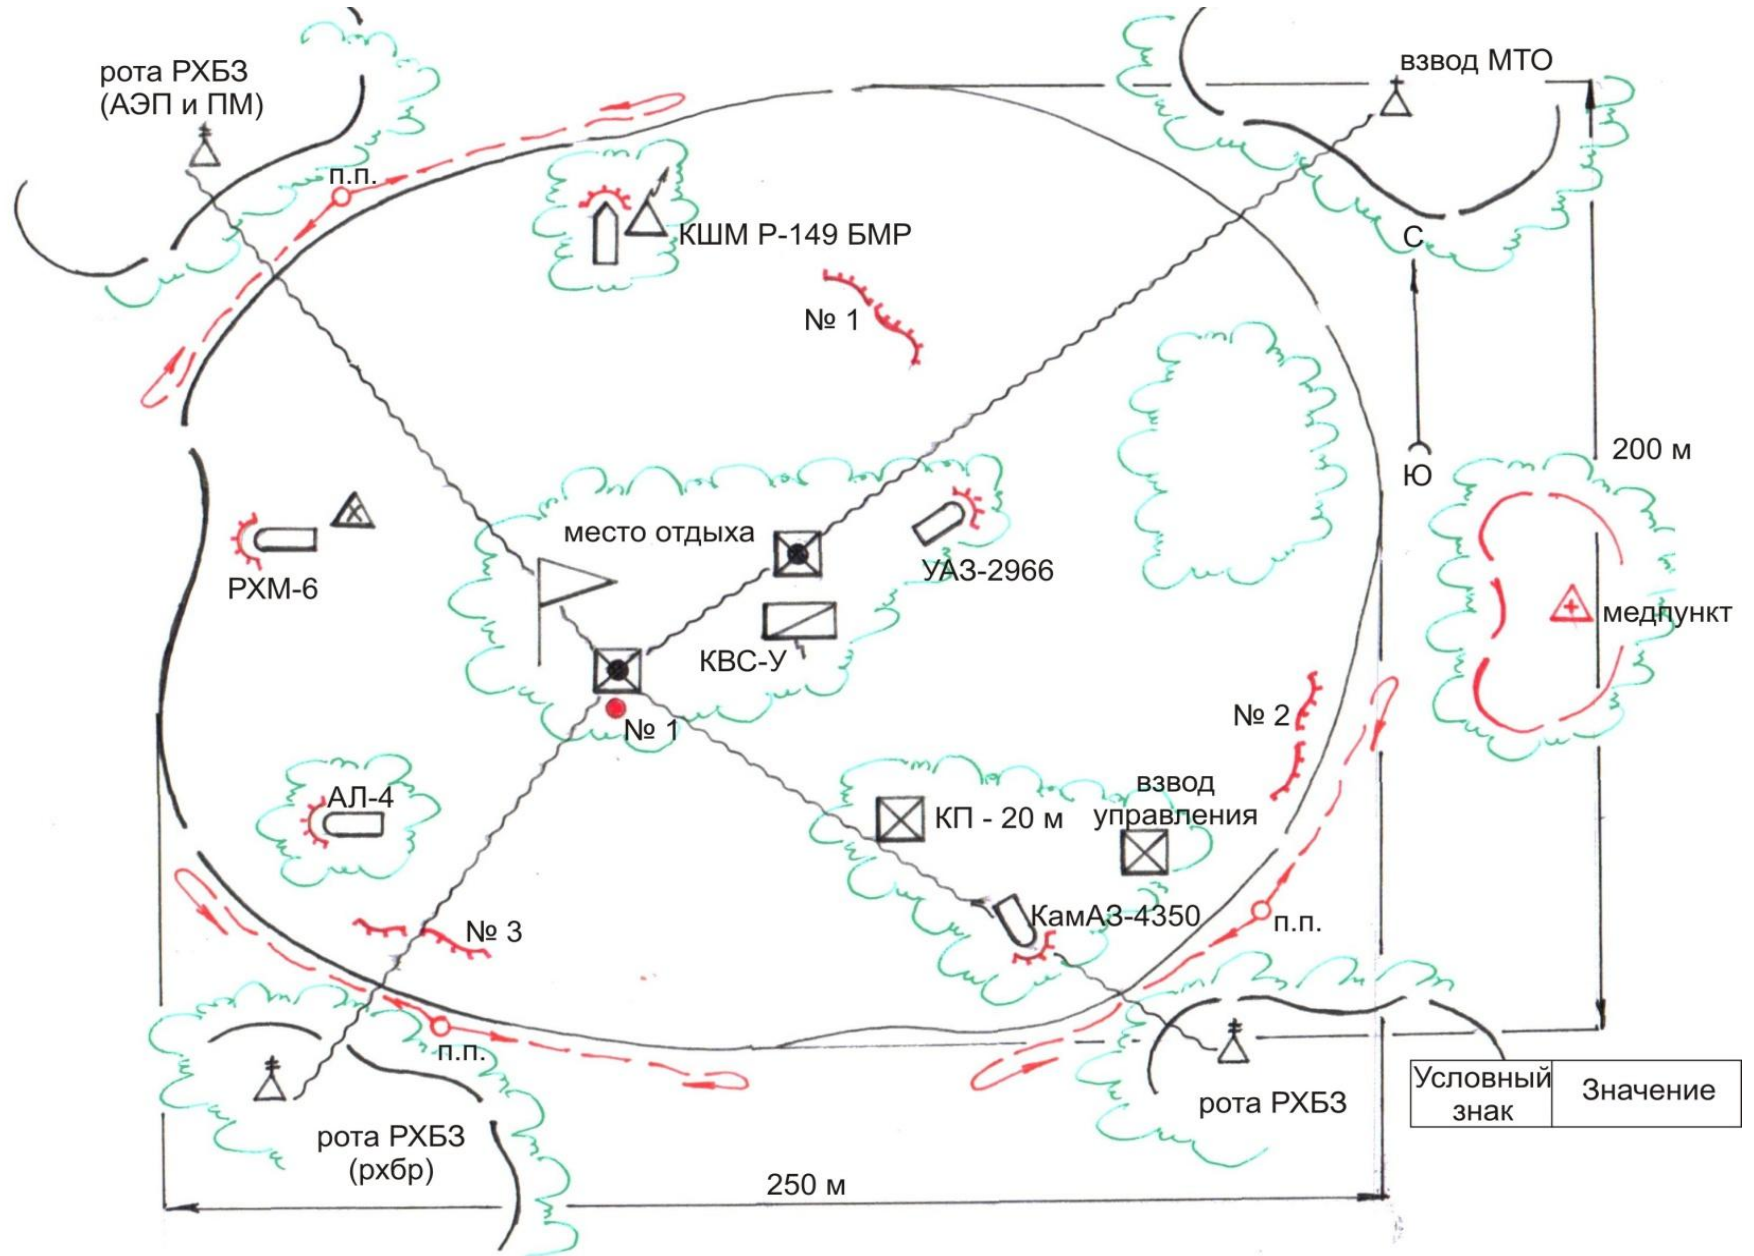 рота РХБЗ
(АЭП и ПМ)
взвод МТО
п.п.
КШМ Р-149 БМР
С
№ 1
Ю
200 м
место отдыха
РХМ-6
УАЗ-2966
медпункт
КВС-У
№ 1
№ 2
АЛ-4
взвод
управления
КП - 20 м
КамАЗ-4350
№ 3
п.п.
п.п.
Условный
знак
Значение
рота РХБЗ
рота РХБЗ
(рхбр)
250 м